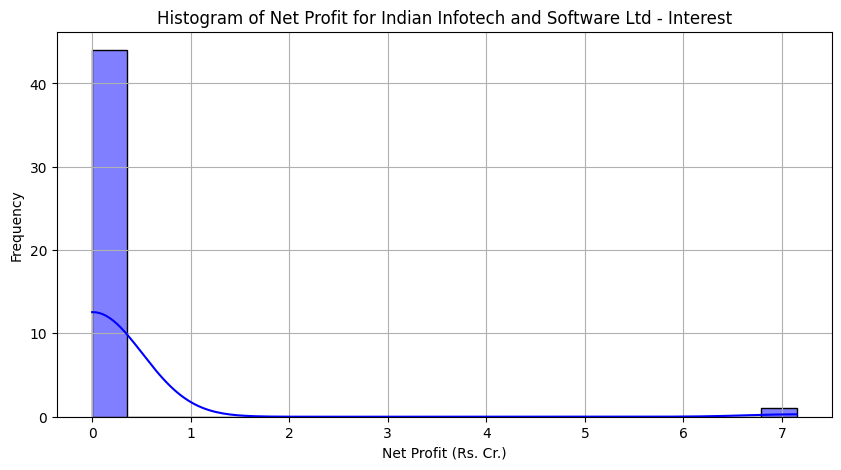 Histogram of Net Profit for Indian Infotech and Software Ltd - Interest
Frequency
40
30
20
10
0
0 1 2 3 4 5 6 7
Net Profit (Rs. Cr.)